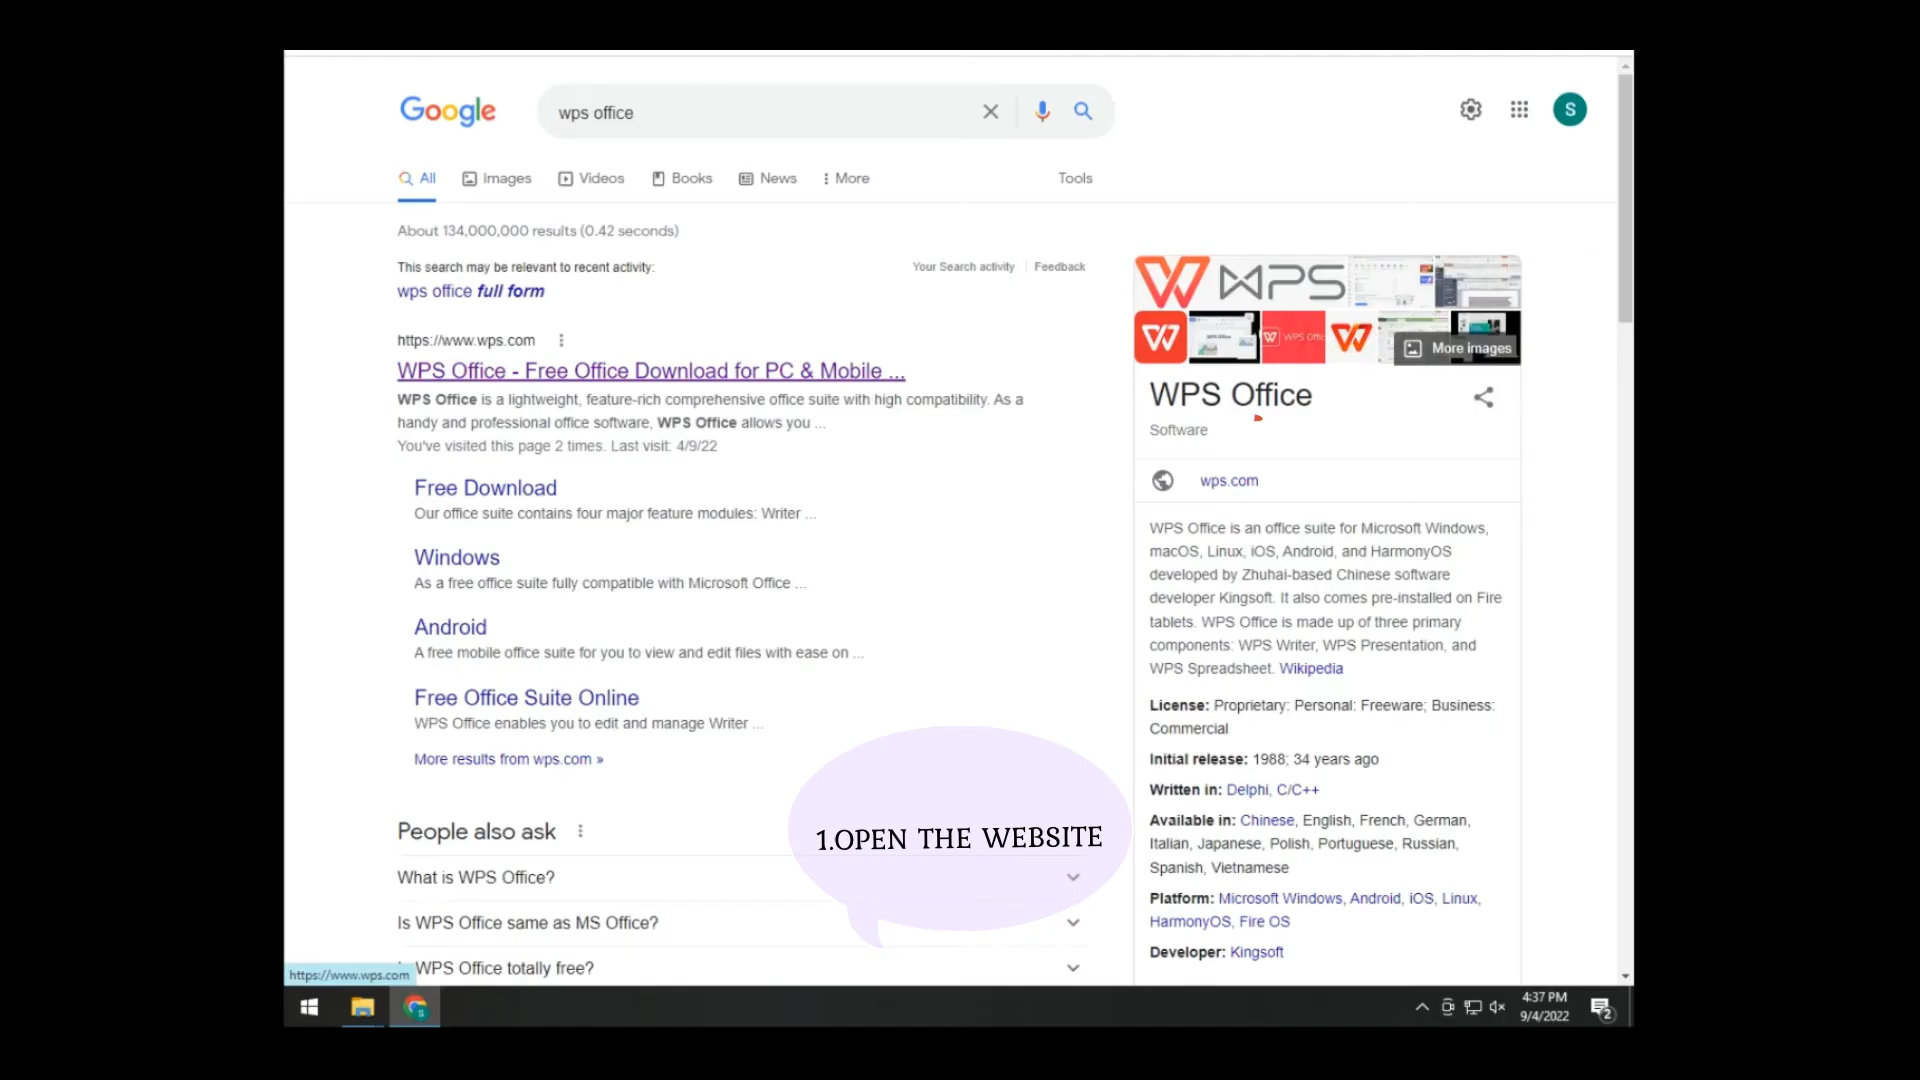 Google
wps office
All Images Videos Books News More Tools
About 134,000,000 results (0.42 seconds)
This search may be relevant to recent activity: Your Search activity Feedback
wps office full form
https://www.wps.com
WPS Office - Free Office Download for PC & Mobile ...
WPS Office is a lightweight, feature-rich comprehensive office suite with high compatibility. As a
handy and professional office software, WPS Office allows you ...
You've visited this page 2 times. Last visit: 4/9/22
Free Download
Our office suite contains four major feature modules: Writer ...
Windows
As a free office suite fully compatible with Microsoft Office ...
Android
A free mobile office suite for you to view and edit files with ease on ...
Free Office Suite Online
WPS Office enables you to edit and manage Writer ...
More results from wps.com »
People also ask
What is WPS Office?
Is WPS Office same as MS Office?
WPS Office totally free?
https://www.wps.com
1.OPEN THE WEBSITE
S
WPS
More images
WPS Office
Software
wps.com
WPS Office is an office suite for Microsoft Windows,
macOS, Linux, iOS, Android, and HarmonyOS
developed by Zhuhai-based Chinese software
developer Kingsoft. It also comes pre-installed on Fire
tablets. WPS Office is made up of three primary
components: WPS Writer, WPS Presentation, and
WPS Spreadsheet. Wikipedia
License: Proprietary: Personal: Freeware; Business:
Commercial
Initial release: 1988; 34 years ago
Written in: Delphi, C/C++
Available in: Chinese, English, French, German,
Italian, Japanese, Polish, Portuguese, Russian,
Spanish, Vietnamese
Platform: Microsoft Windows, Android, iOS, Linux,
HarmonyOS, Fire OS
Developer: Kingsoft
4:37 PM
9/4/2022
2